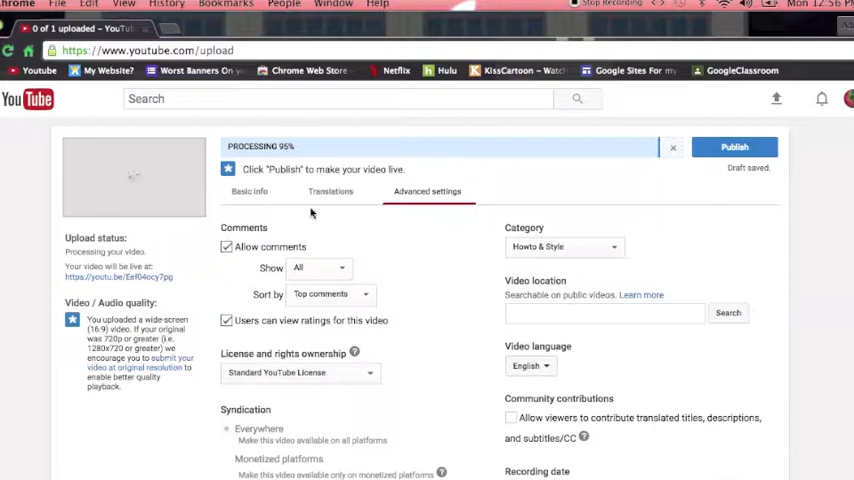 Chrome File Edit View History Bookmarks People Window Help Stop Recording Mon 12:56 PM
0 of 1 uploaded - YouTu
https://www.youtube.com/upload
Youtube My Website? Worst Banners On Chrome Web Store Netflix Hulu KissCartoon – Watc Google Sites For my GoogleClassroom
YouTube Search
PROCESSING 95% × Publish
Click "Publish" to make your video live. Draft saved.
Basic info Translations Advanced settings
Upload status:
Processing your video.
Your video will be live at:
https://youtu.be/Eef04ocy7pg
Video / Audio quality:
You uploaded a wide-screen
(16:9) video. If your original
was 720p or greater (i.e.
1280x720 or greater) we
encourage you to submit your
video at original resolution to
enable better quality
playback.
Comments
Allow comments
Show All
Sort by Top comments
Users can view ratings for this video
License and rights ownership ?
Standard YouTube License
Syndication
Everywhere
Make this video available on all platforms
Monetized platforms
Make this video available only on monetized platforms ?
Category
Howto & Style
Video location
Searchable on public videos. Learn more
Search
Video language
English
Community contributions
Allow viewers to contribute translated titles, descriptions,
and subtitles/CC ?
Recording date